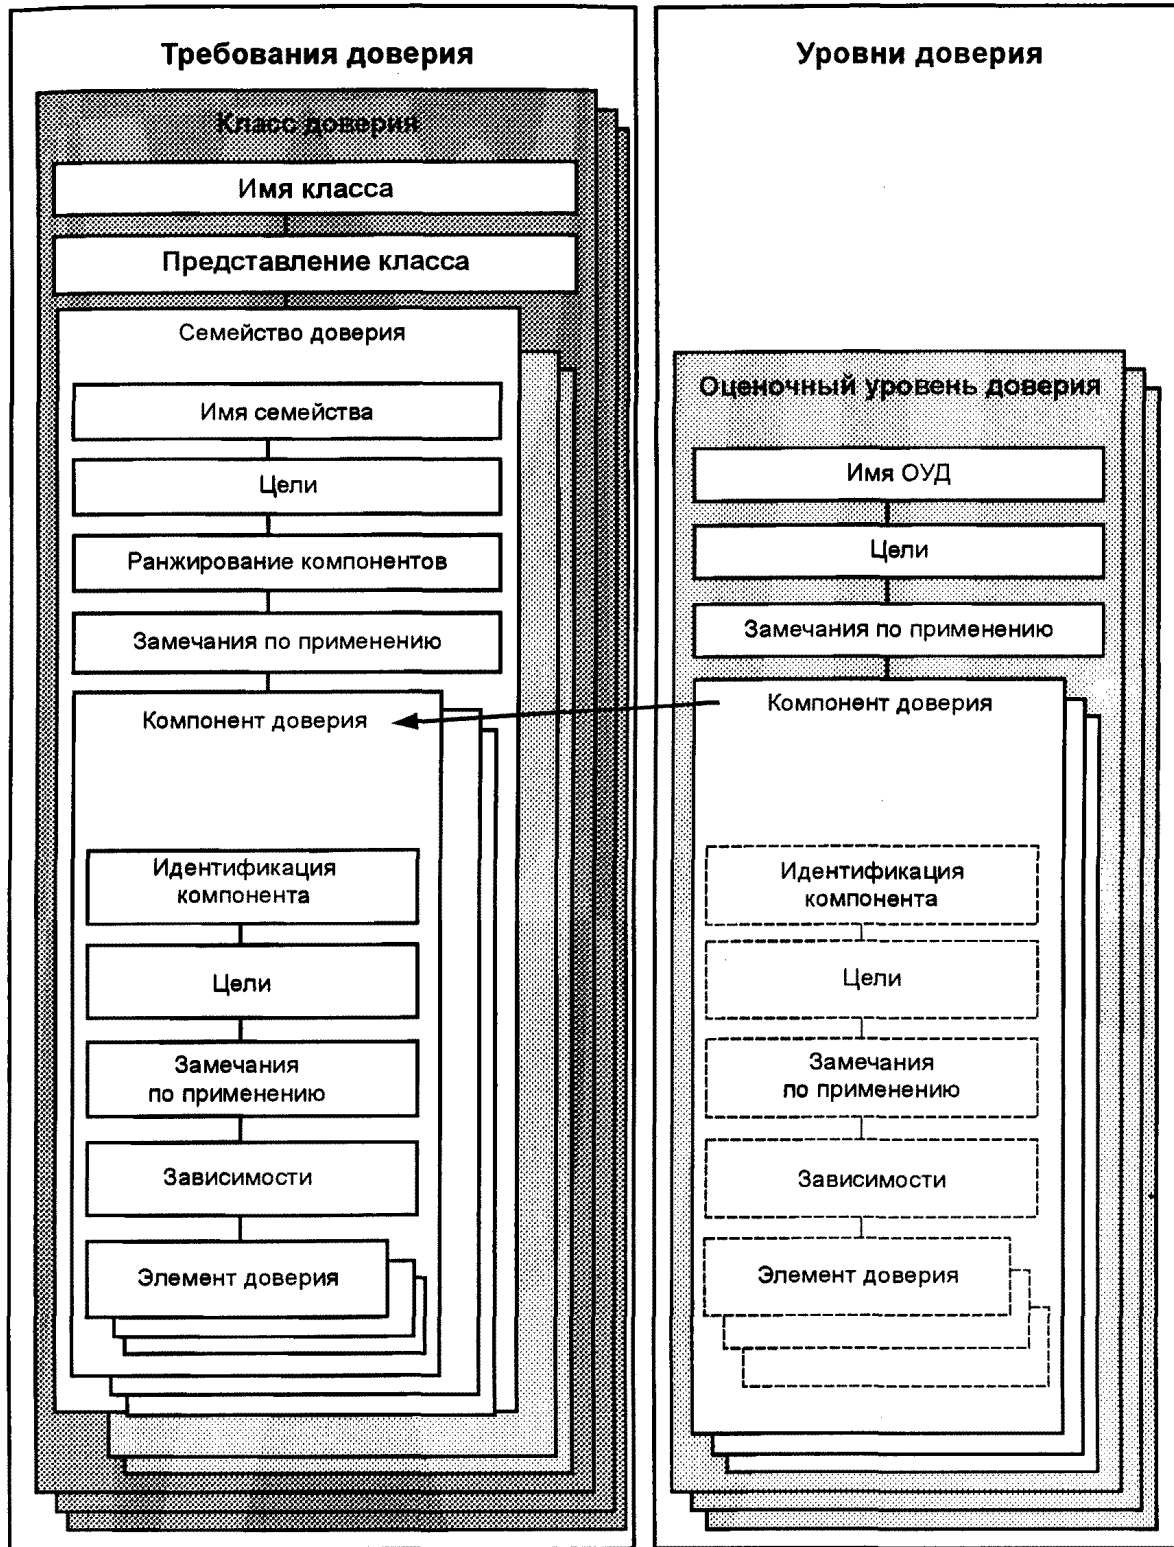 Требования доверия
Класс доверия
Имя класса
Представление класса
Семейство доверия
Имя семейства
Цели
Ранжирование компонентов
Замечания по применению
Компонент доверия
Идентификация
компонента
Цели
Замечания
по применению
Зависимости
Элемент доверия
Уровни доверия
Оценочный уровень доверия
Имя ОУД
Цели
Замечания по применению
Компонент доверия
Идентификация
компонента
Цели
Замечания
по применению
Зависимости
Элемент доверия